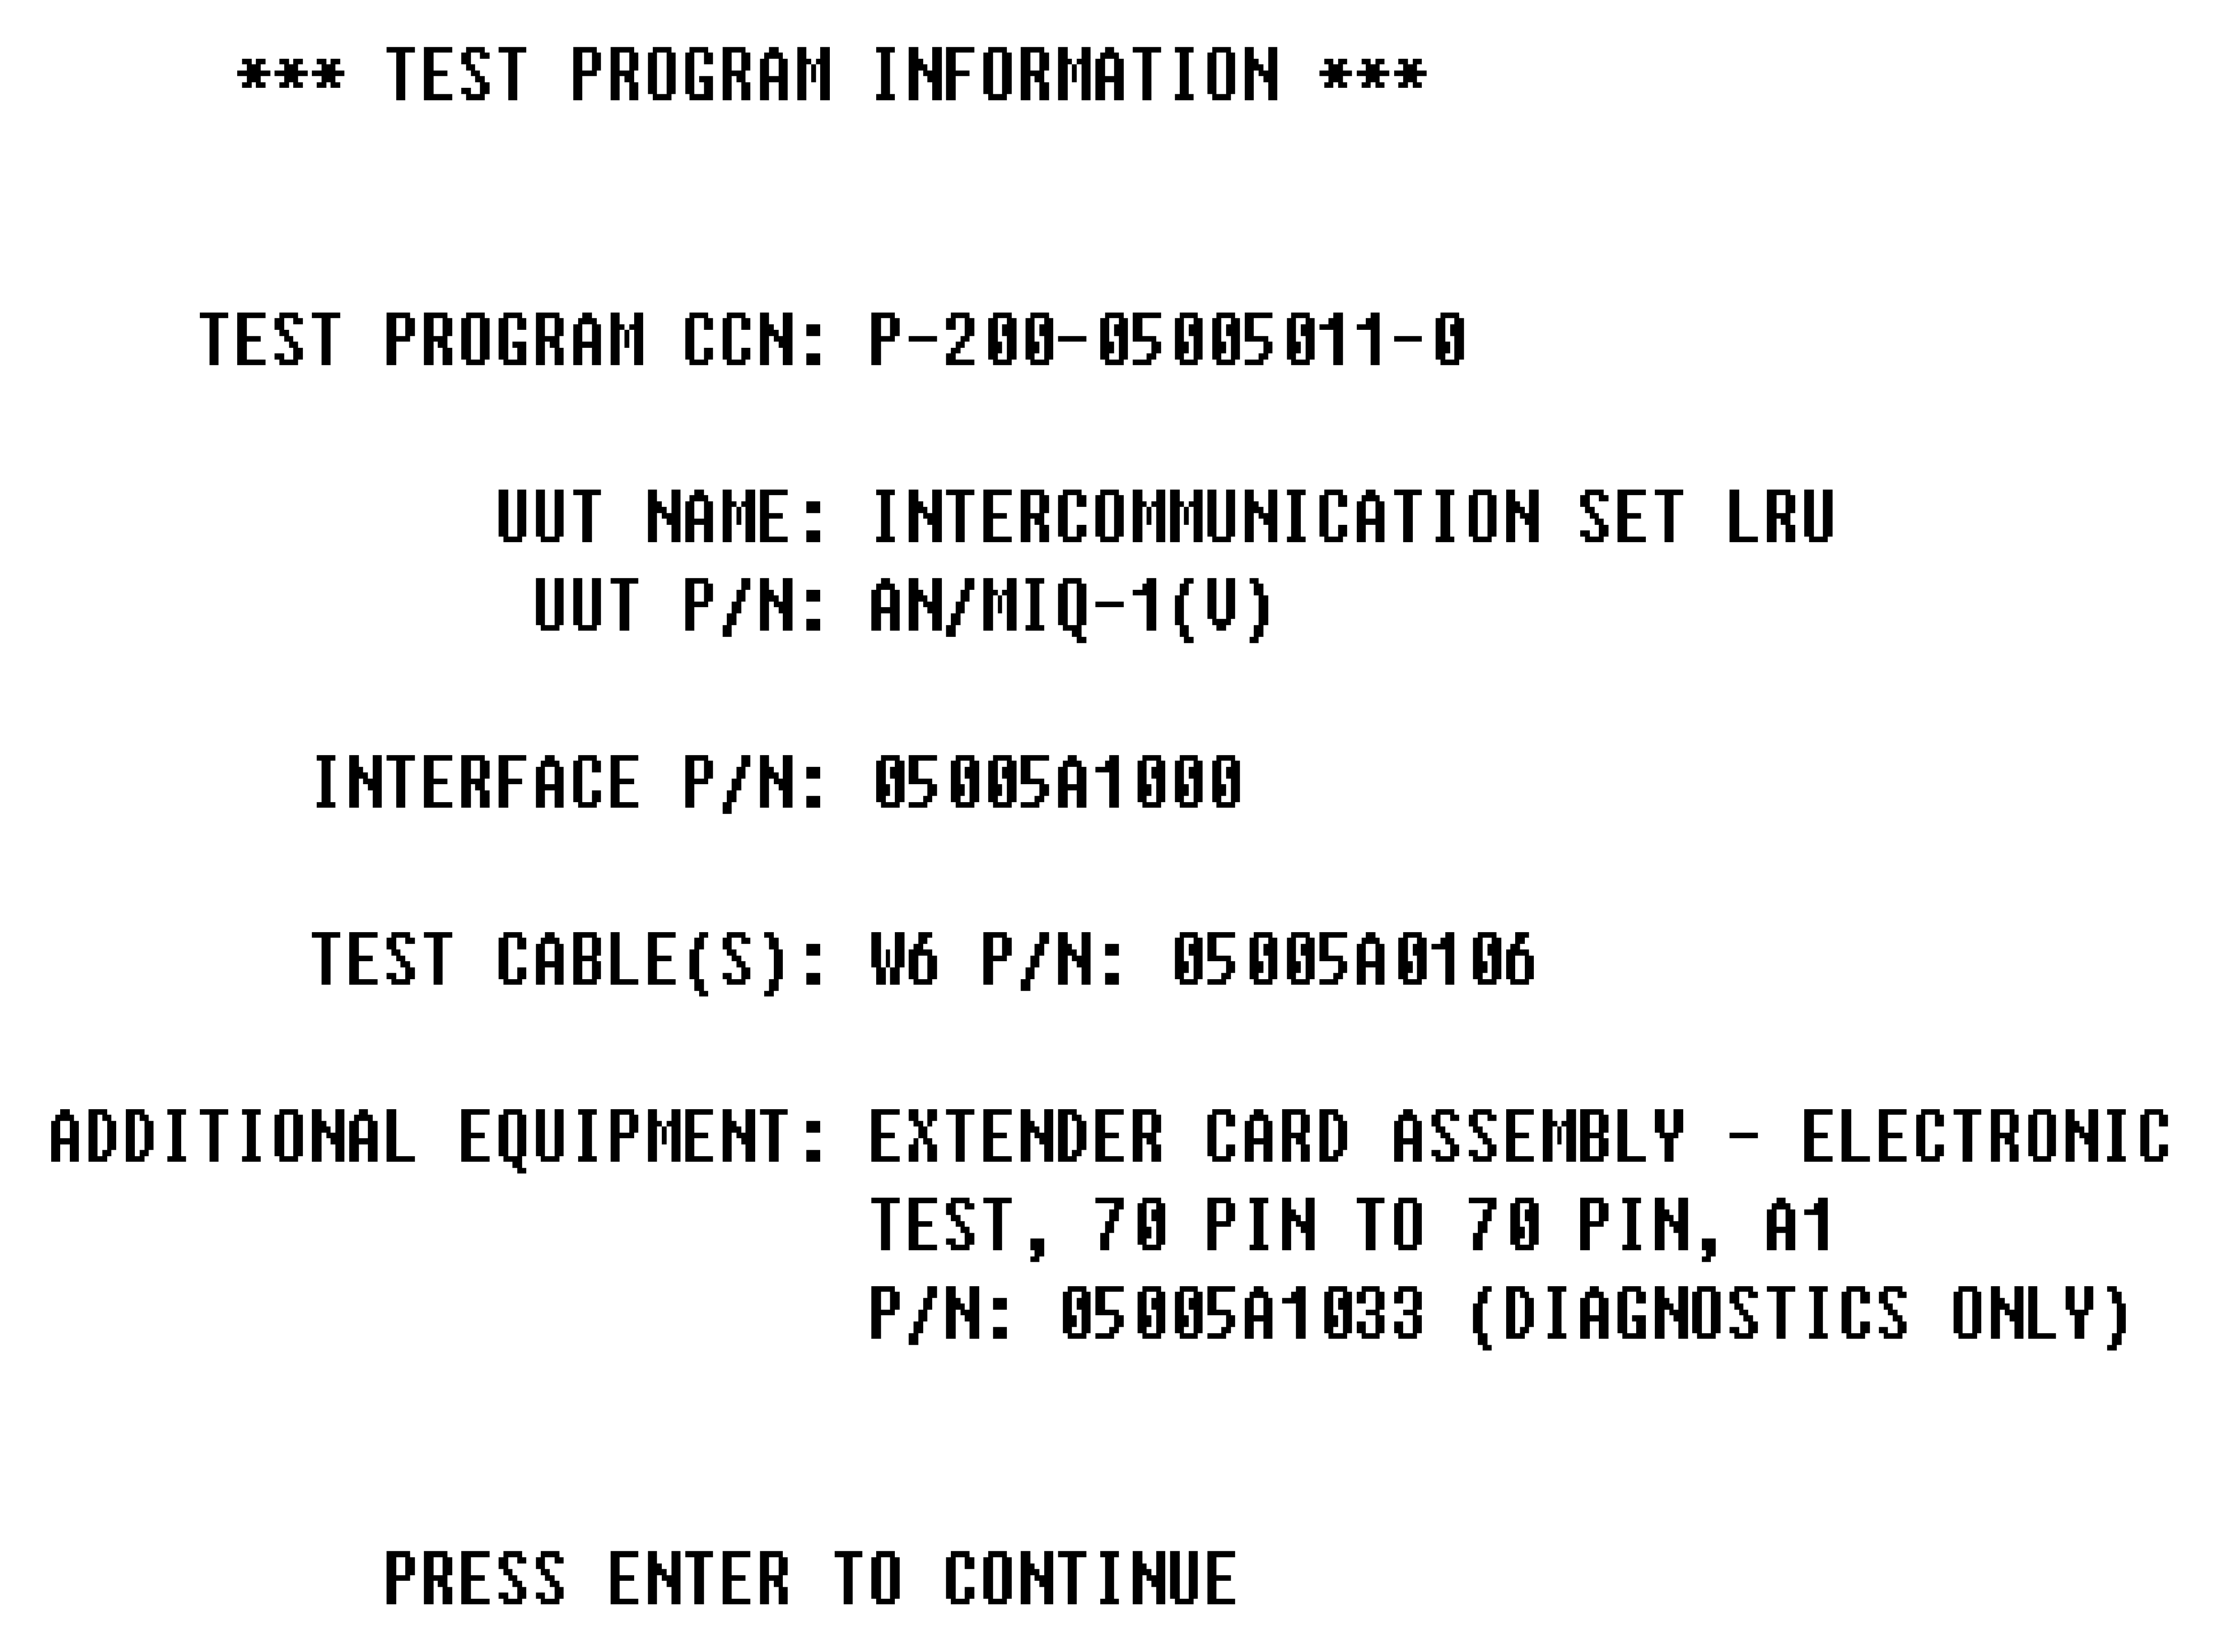 *** TEST PROGRAM INFORMATION ***
TEST PROGRAM CCN: P-200-05005011-0
UUT NAME: INTERCOMMUNICATION SET LRU
UUT P/N: AN/MIQ-1(V)
INTERFACE P/N: 05005A1000
TEST CABLE(S): W6 P/N: 05005A0106
ADDITIONAL EQUIPMENT: EXTENDER CARD ASSEMBLY - ELECTRONIC
TEST, 70 PIN TO 70 PIN, A1
P/N: 05005A1033 (DIAGNOSTICS ONLY)
PRESS ENTER TO CONTINUE